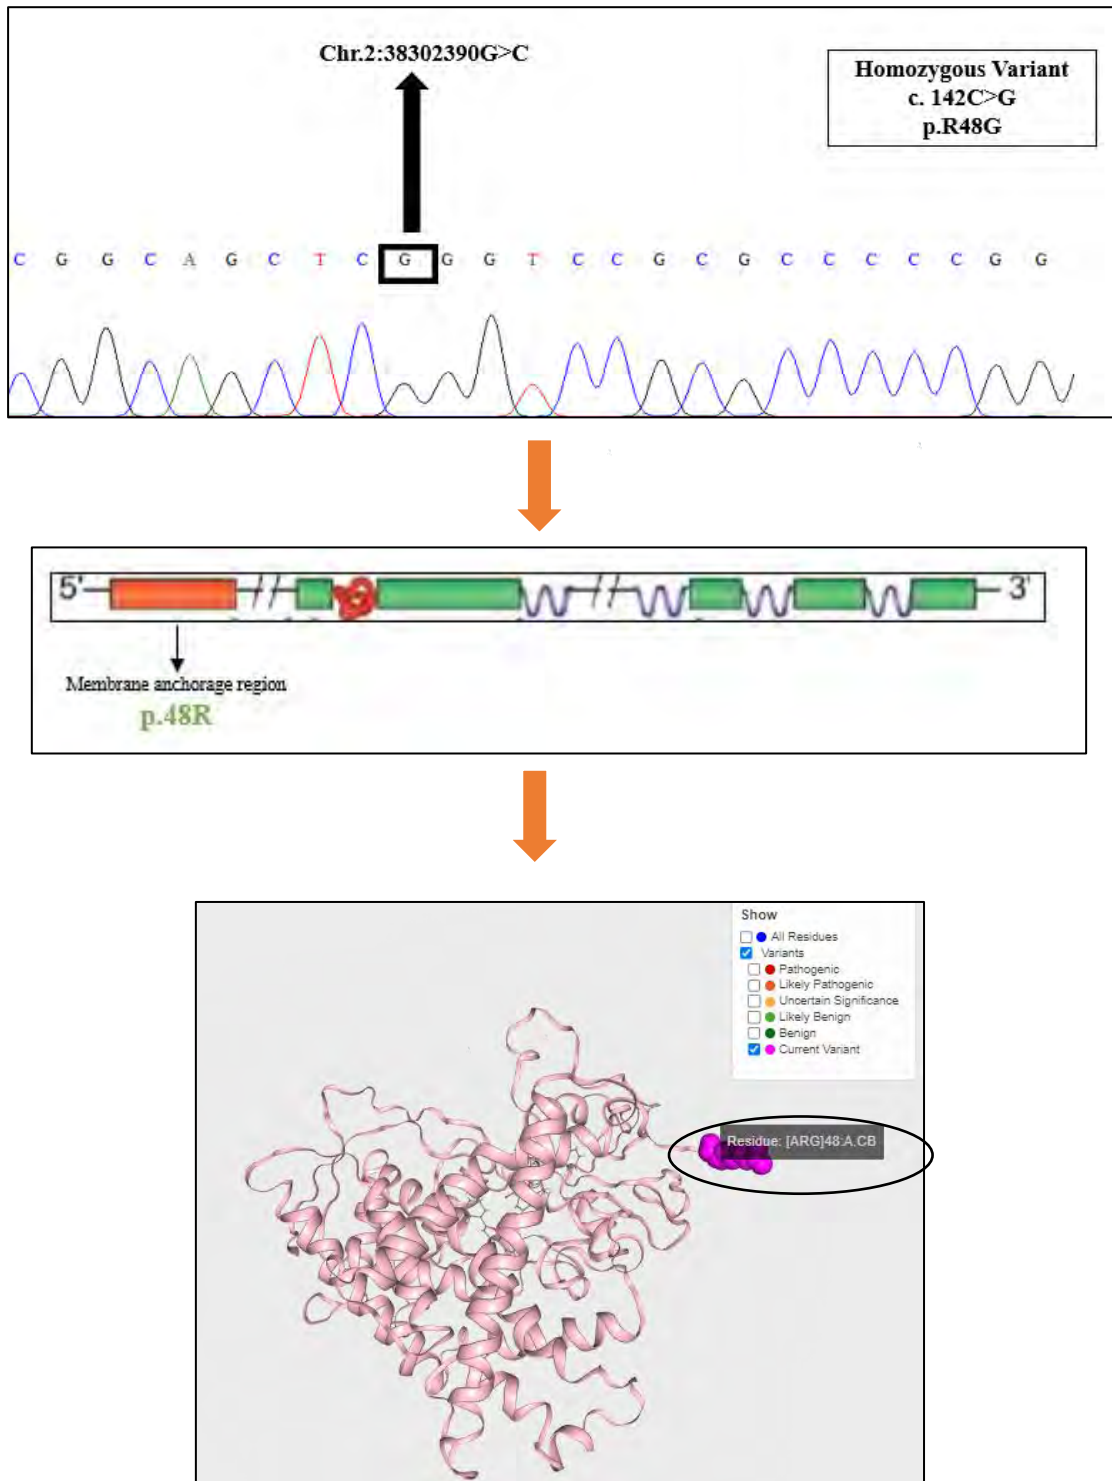 Chr.2:38302390G>C
Homozygous Variant
c. 142C>G
p.R48G
C G G C A G C T C G G G T C C G C G C C C C C G G
5' 3'
Membrane anchorage region
p.48R
Show
All Residues
Variants
Pathogenic
Likely Pathogenic
Uncertain Significance
Likely Benign
Benign
Current Variant
Residue: [ARG]48:A.CB